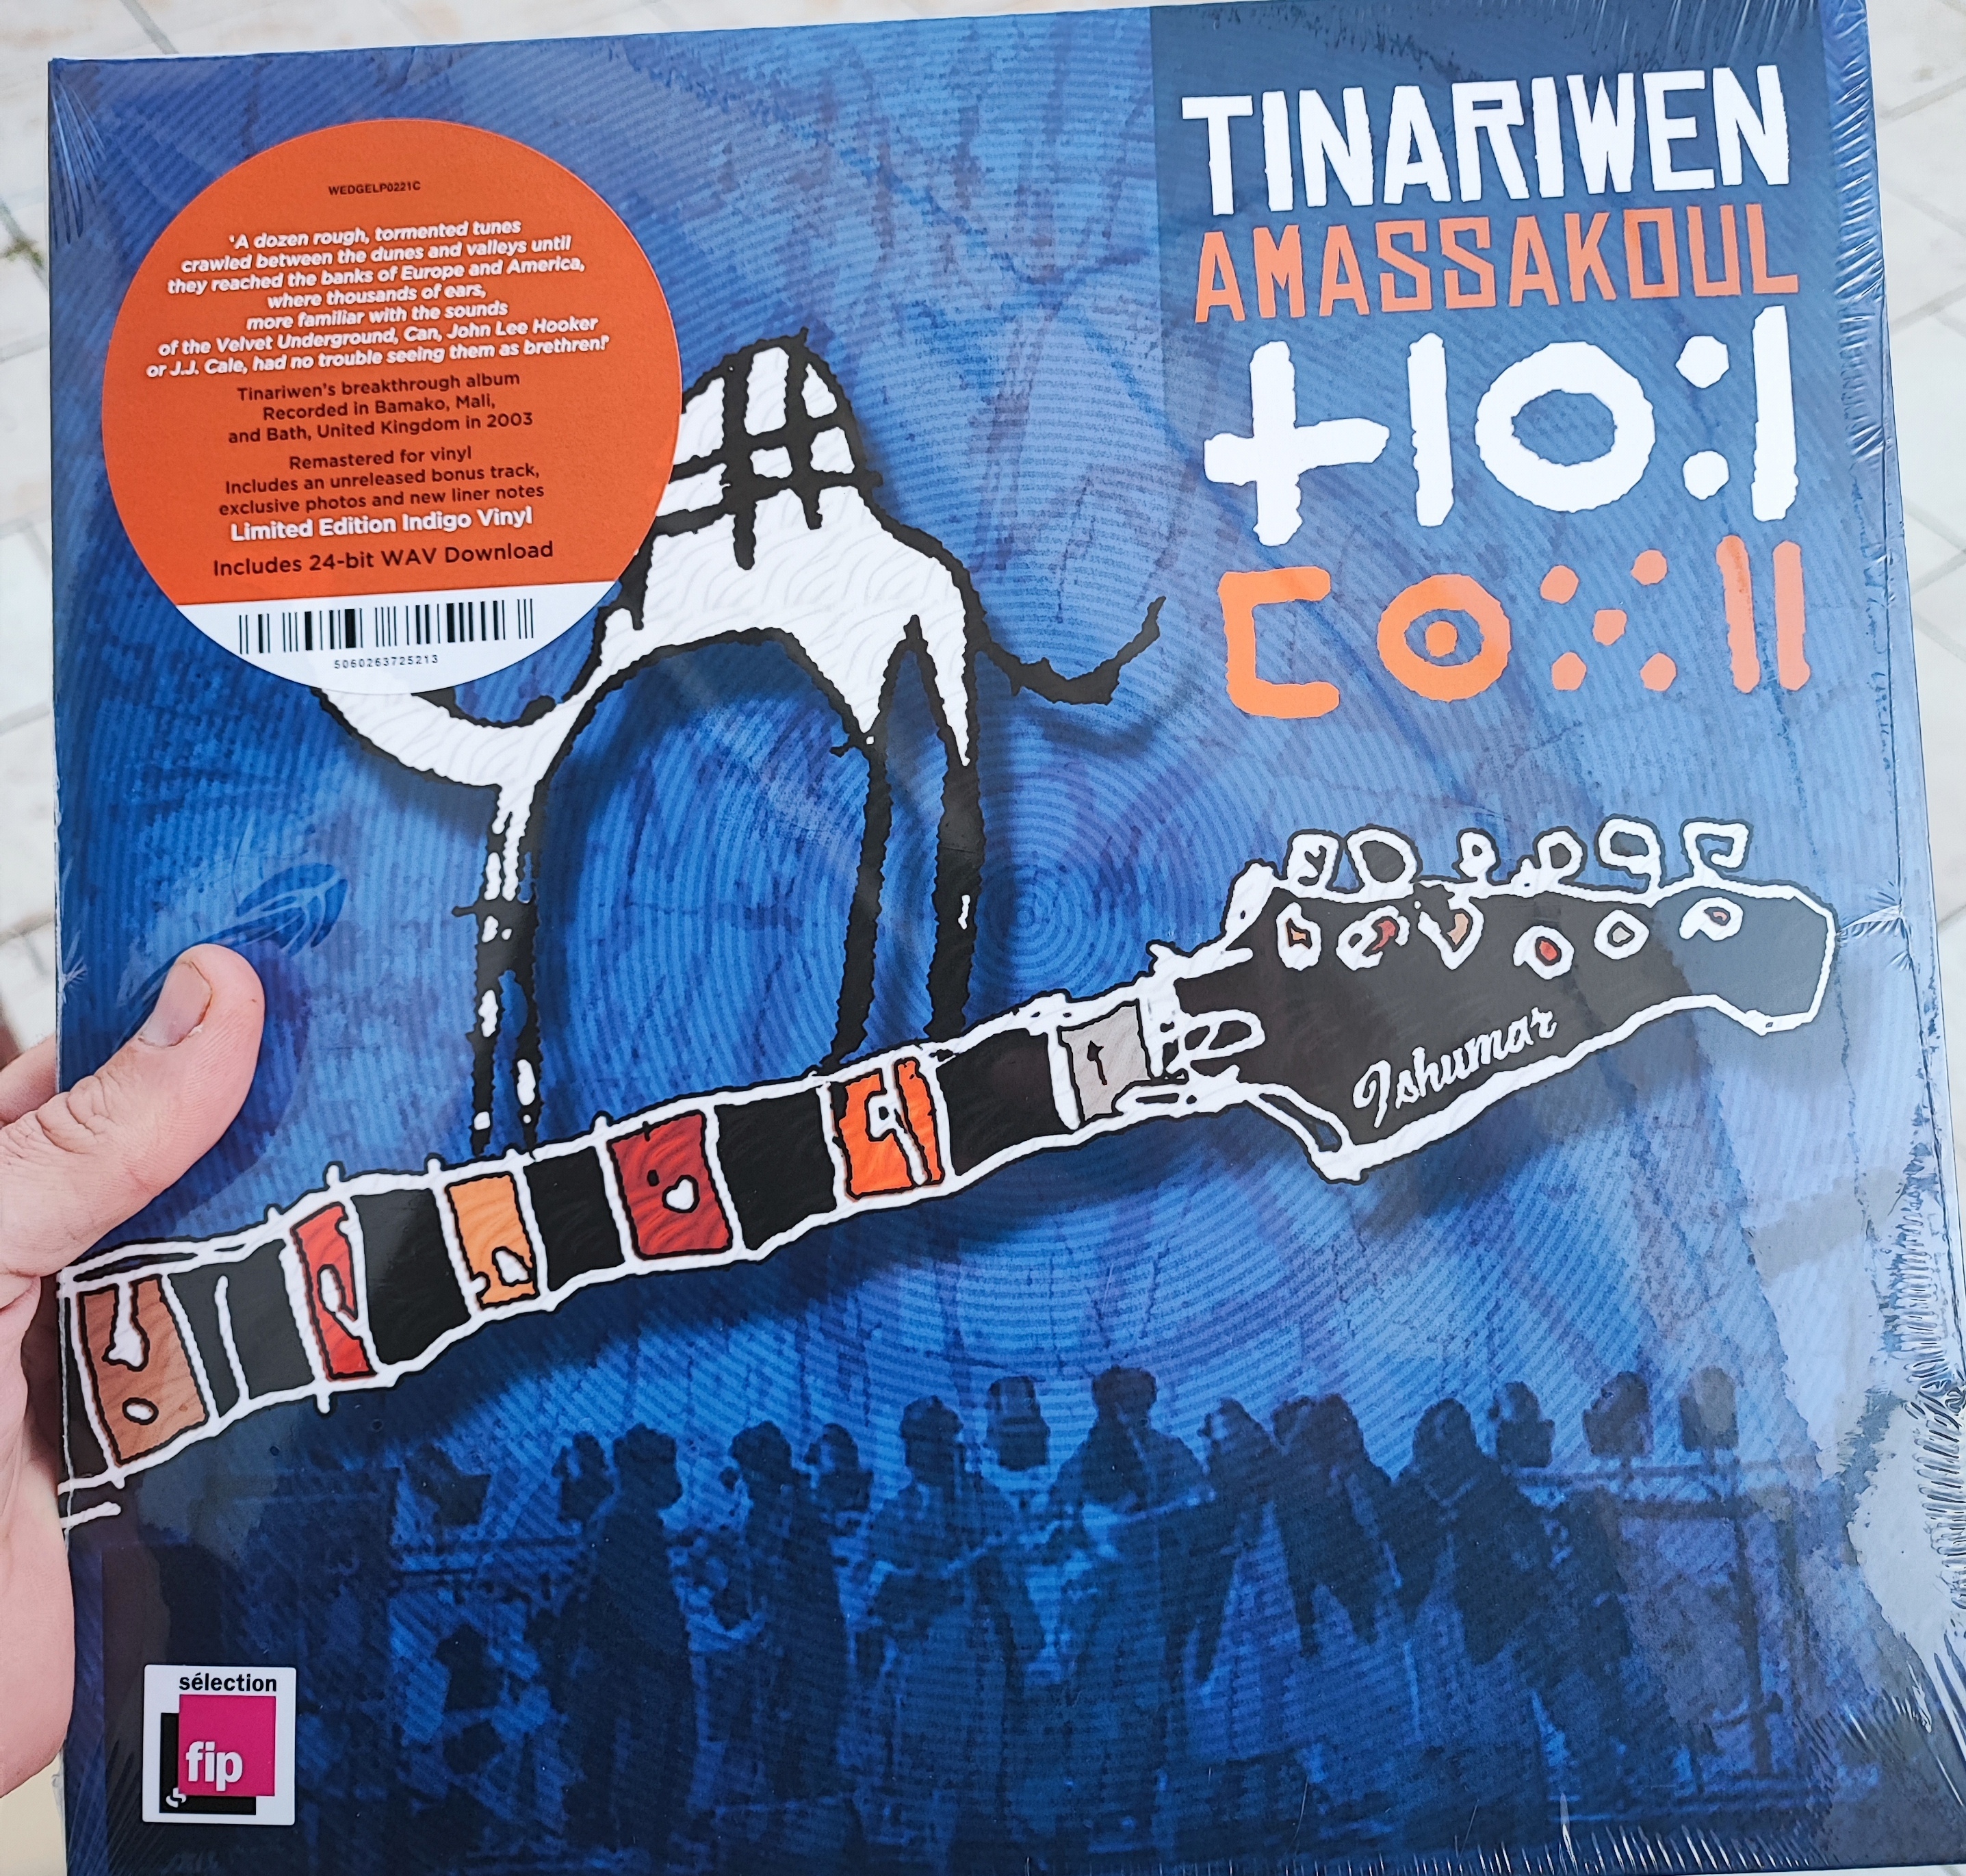 WEDGELP0221C
'A dozen rough, tormented tunes
crawled between the dunes and valleys until
they reached the banks of Europe and America,
where thousands of ears,
more familiar with the sounds
of the Velvet Underground, Can, John Lee Hooker
or J.J. Cale, had no trouble seeing them as brethren!'
Tinariwen's breakthrough album
Recorded in Bamako, Mali,
and Bath, United Kingdom in 2003
Remastered for vinyl
Includes an unreleased bonus track,
exclusive photos and new liner notes
Limited Edition Indigo Vinyl
Includes 24-bit WAV Download
5060263725213
TINARIWEN
AMASSAKOUL
ⵜⵏⵔⵓⵏ
ⵎⵙⵆⵍ
Ishumar
sélection
fip